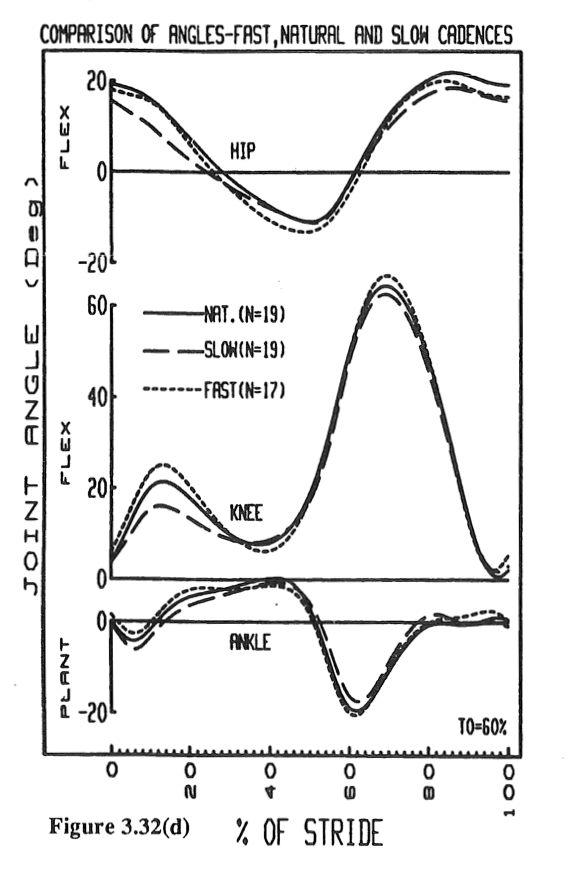 COMPARISON OF ANGLES-FAST,NATURAL AND SLOW CADENCES
JOINT ANGLE (Deg)
FLEX
20
0
-20
HIP
FLEX
60
40
20
0
NAT.(N=19)
SLOW(N=19)
FAST(N=17)
KNEE
PLANT
0
-20
ANKLE
TO=60%
0
20
40
60
80
100
Figure 3.32(d)
% OF STRIDE